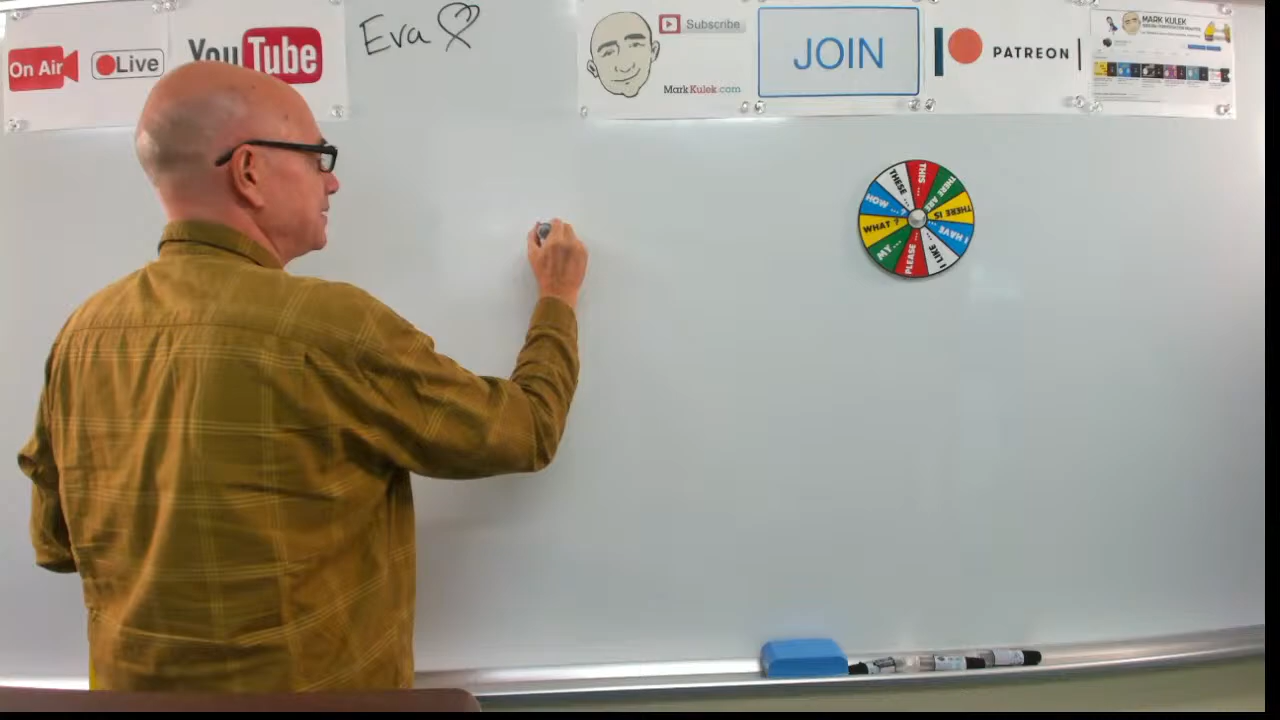 On Air
Live
YouTube
Eva
Subscribe
MarkKulek.com
JOIN
PATREON
MARK KULEK
THIS ...
THERE ARE
THERE IS
I HAVE ...
I LIKE ...
PLEASE ...
MY ...
WHAT ?
HOW ... ?
THESE ...